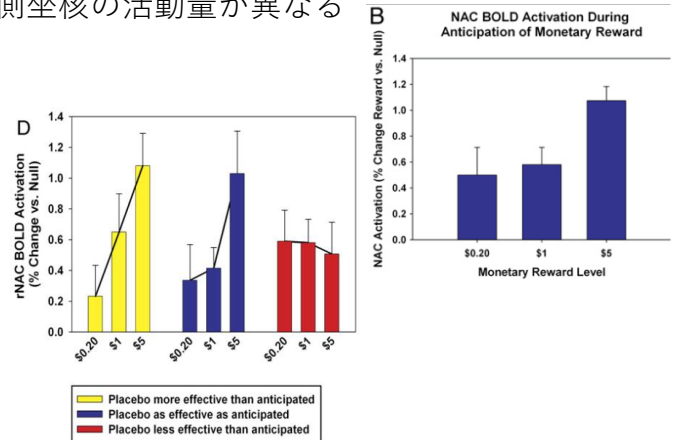 側坐核の活動量が異なる
B
NAC BOLD Activation During
Anticipation of Monetary Reward
NAC Activation (% Change Reward vs. Null)
1.4
1.2
1.0
0.8
0.6
0.4
0.2
0.0
$0.20 $1 $5
Monetary Reward Level
D
rNAC BOLD Activation
(% Change vs. Null)
1.4
1.2
1.0
0.8
0.6
0.4
0.2
0.0
$0.20 $1 $5 $0.20 $1 $5 $0.20 $1 $5
Placebo more effective than anticipated
Placebo as effective as anticipated
Placebo less effective than anticipated